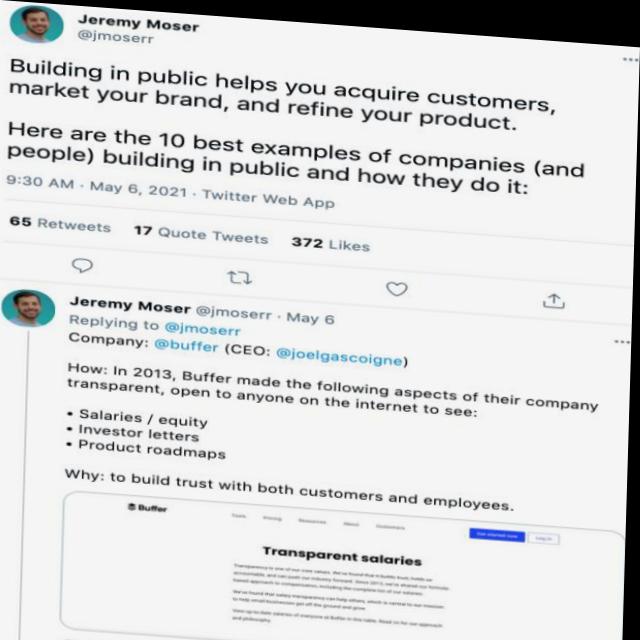 Jeremy Moser
@jmoserr
Building in public helps you acquire customers,
market your brand, and refine your product.
Here are the 10 best examples of companies (and
people) building in public and how they do it:
9:30 AM · May 6, 2021 · Twitter Web App
65 Retweets 17 Quote Tweets 372 Likes
Jeremy Moser @jmoserr · May 6
Replying to @jmoserr
Company: @buffer (CEO: @joelgascoigne)
How: In 2013, Buffer made the following aspects of their company
transparent, open to anyone on the internet to see:
• Salaries / equity
• Investor letters
• Product roadmaps
Why: to build trust with both customers and employees.
Buffer
Tools Pricing Resources About Customers
Get started now Log in
Transparent salaries